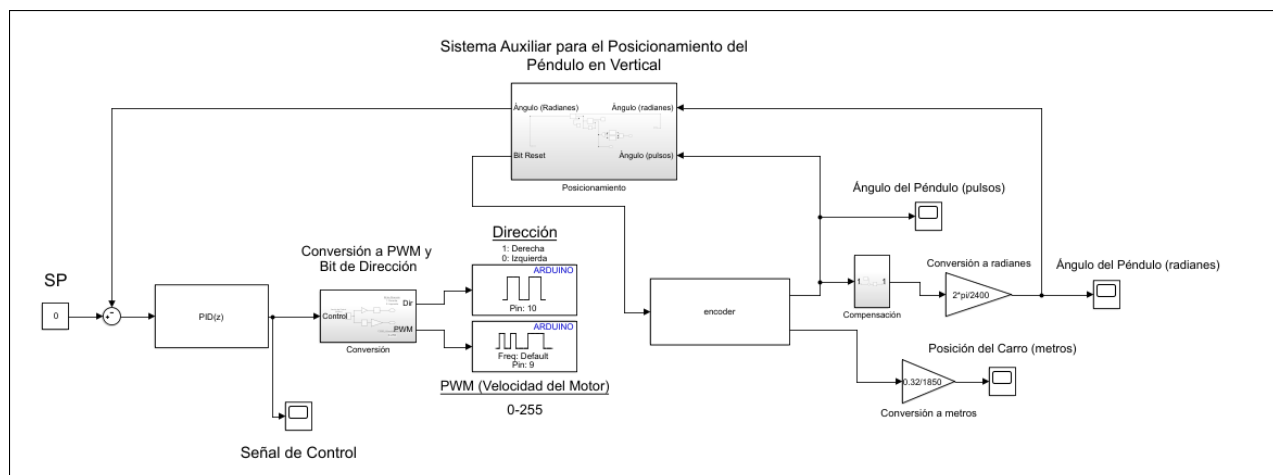 Sistema Auxiliar para el Posicionamiento del
Péndulo en Vertical
Ángulo (Radianes)
Ángulo (radianes)
Bit Reset
Ángulo (pulsos)
Posicionamiento
Ángulo del Péndulo (pulsos)
Dirección
1: Derecha
0: Izquierda
Conversión a PWM y
Bit de Dirección
ARDUINO
Pin: 10
SP
0
PID(z)
Control
Dir
PWM
Conversión
ARDUINO
Freq: Default
Pin: 9
PWM (Velocidad del Motor)
0-255
Señal de Control
encoder
1
1
Compensación
Conversión a radianes
2*pi/2400
Ángulo del Péndulo (radianes)
Posición del Carro (metros)
0.32/1850
Conversión a metros